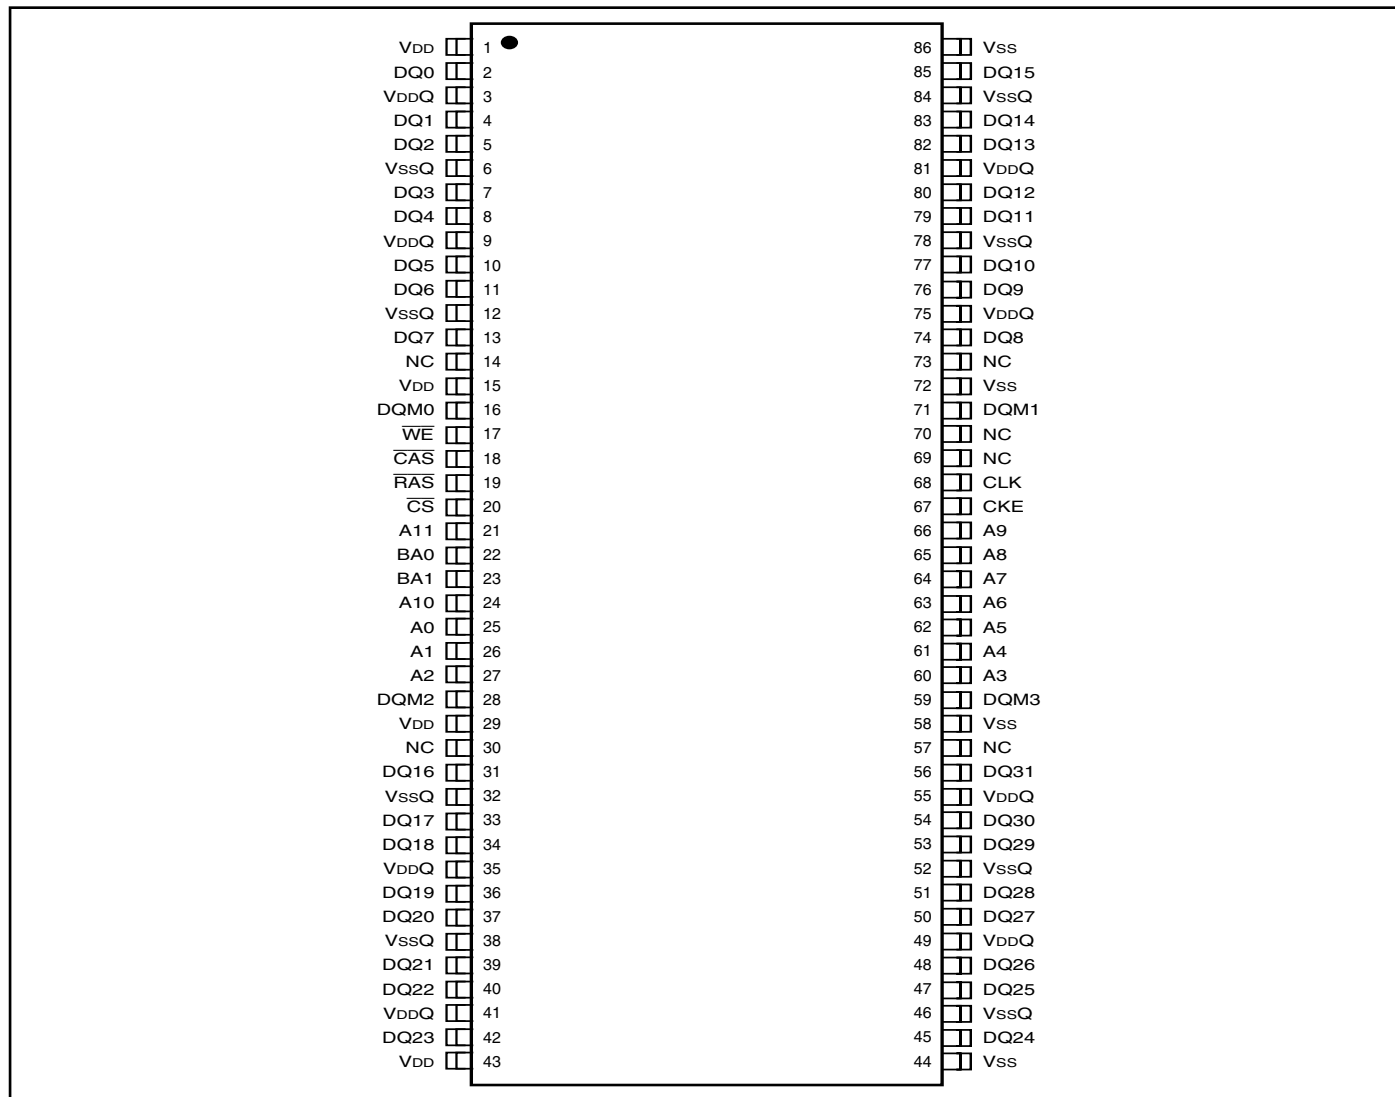 VDD 1 86 VSS
DQ0 2 85 DQ15
VDDQ 3 84 VSSQ
DQ1 4 83 DQ14
DQ2 5 82 DQ13
VSSQ 6 81 VDDQ
DQ3 7 80 DQ12
DQ4 8 79 DQ11
VDDQ 9 78 VSSQ
DQ5 10 77 DQ10
DQ6 11 76 DQ9
VSSQ 12 75 VDDQ
DQ7 13 74 DQ8
NC 14 73 NC
VDD 15 72 VSS
DQM0 16 71 DQM1
W̅E̅ 17 70 NC
C̅A̅S̅ 18 69 NC
R̅A̅S̅ 19 68 CLK
C̅S̅ 20 67 CKE
A11 21 66 A9
BA0 22 65 A8
BA1 23 64 A7
A10 24 63 A6
A0 25 62 A5
A1 26 61 A4
A2 27 60 A3
DQM2 28 59 DQM3
VDD 29 58 VSS
NC 30 57 NC
DQ16 31 56 DQ31
VSSQ 32 55 VDDQ
DQ17 33 54 DQ30
DQ18 34 53 DQ29
VDDQ 35 52 VSSQ
DQ19 36 51 DQ28
DQ20 37 50 DQ27
VSSQ 38 49 VDDQ
DQ21 39 48 DQ26
DQ22 40 47 DQ25
VDDQ 41 46 VSSQ
DQ23 42 45 DQ24
VDD 43 44 VSS